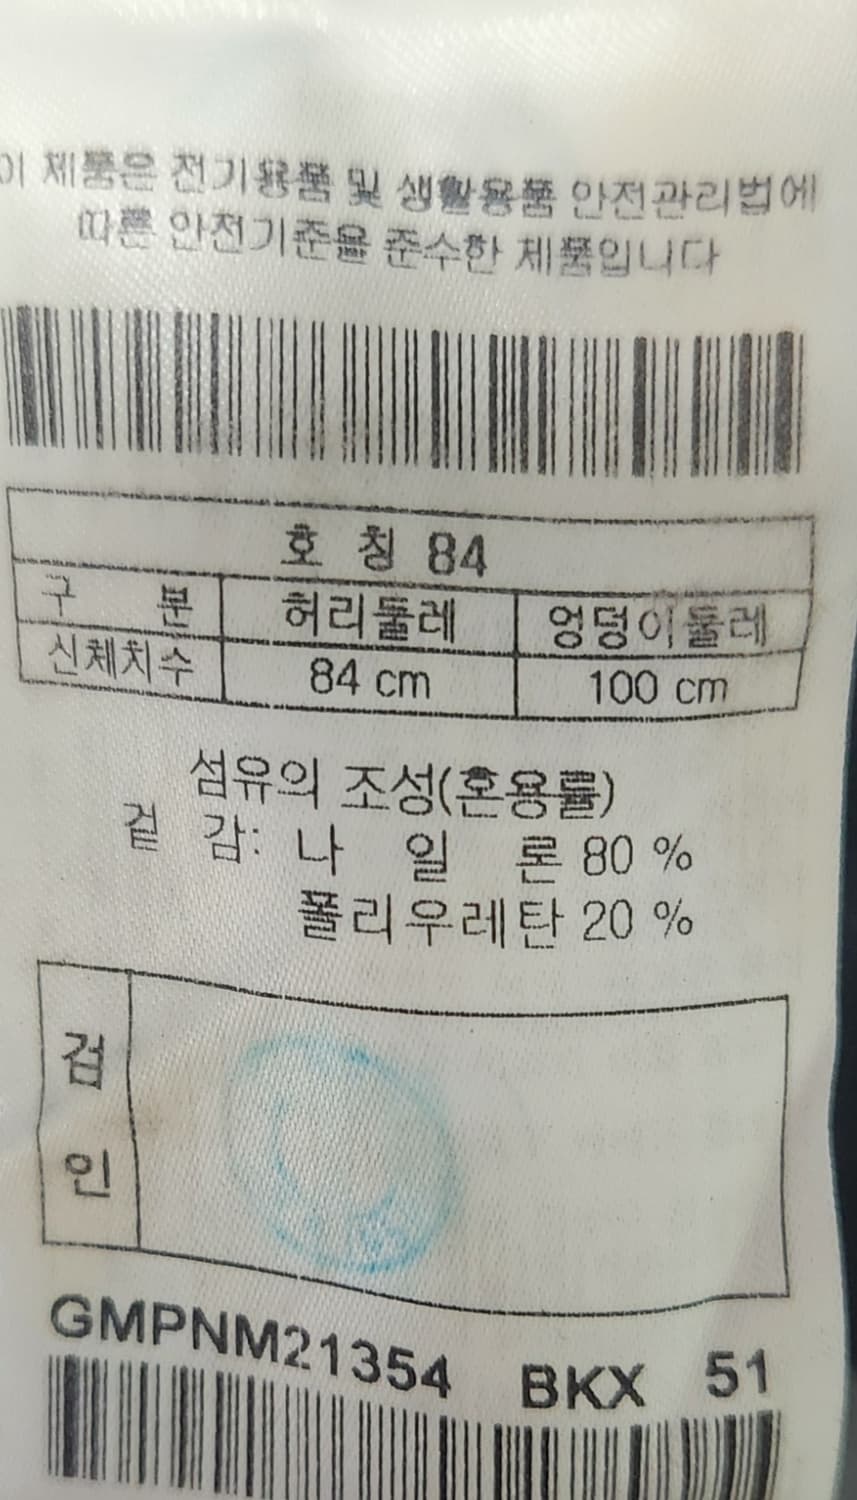 이 제품은 전기용품 및 생활용품 안전관리법에
따른 안전기준을 준수한 제품입니다
호 칭 84
구 분 허리둘레 엉덩이둘레
신체치수 84 cm 100 cm
섬유의 조성(혼용률)
겉 감: 나 일 론 80 %
폴리우레탄 20 %
검
인
GMPNM21354 BKX 51